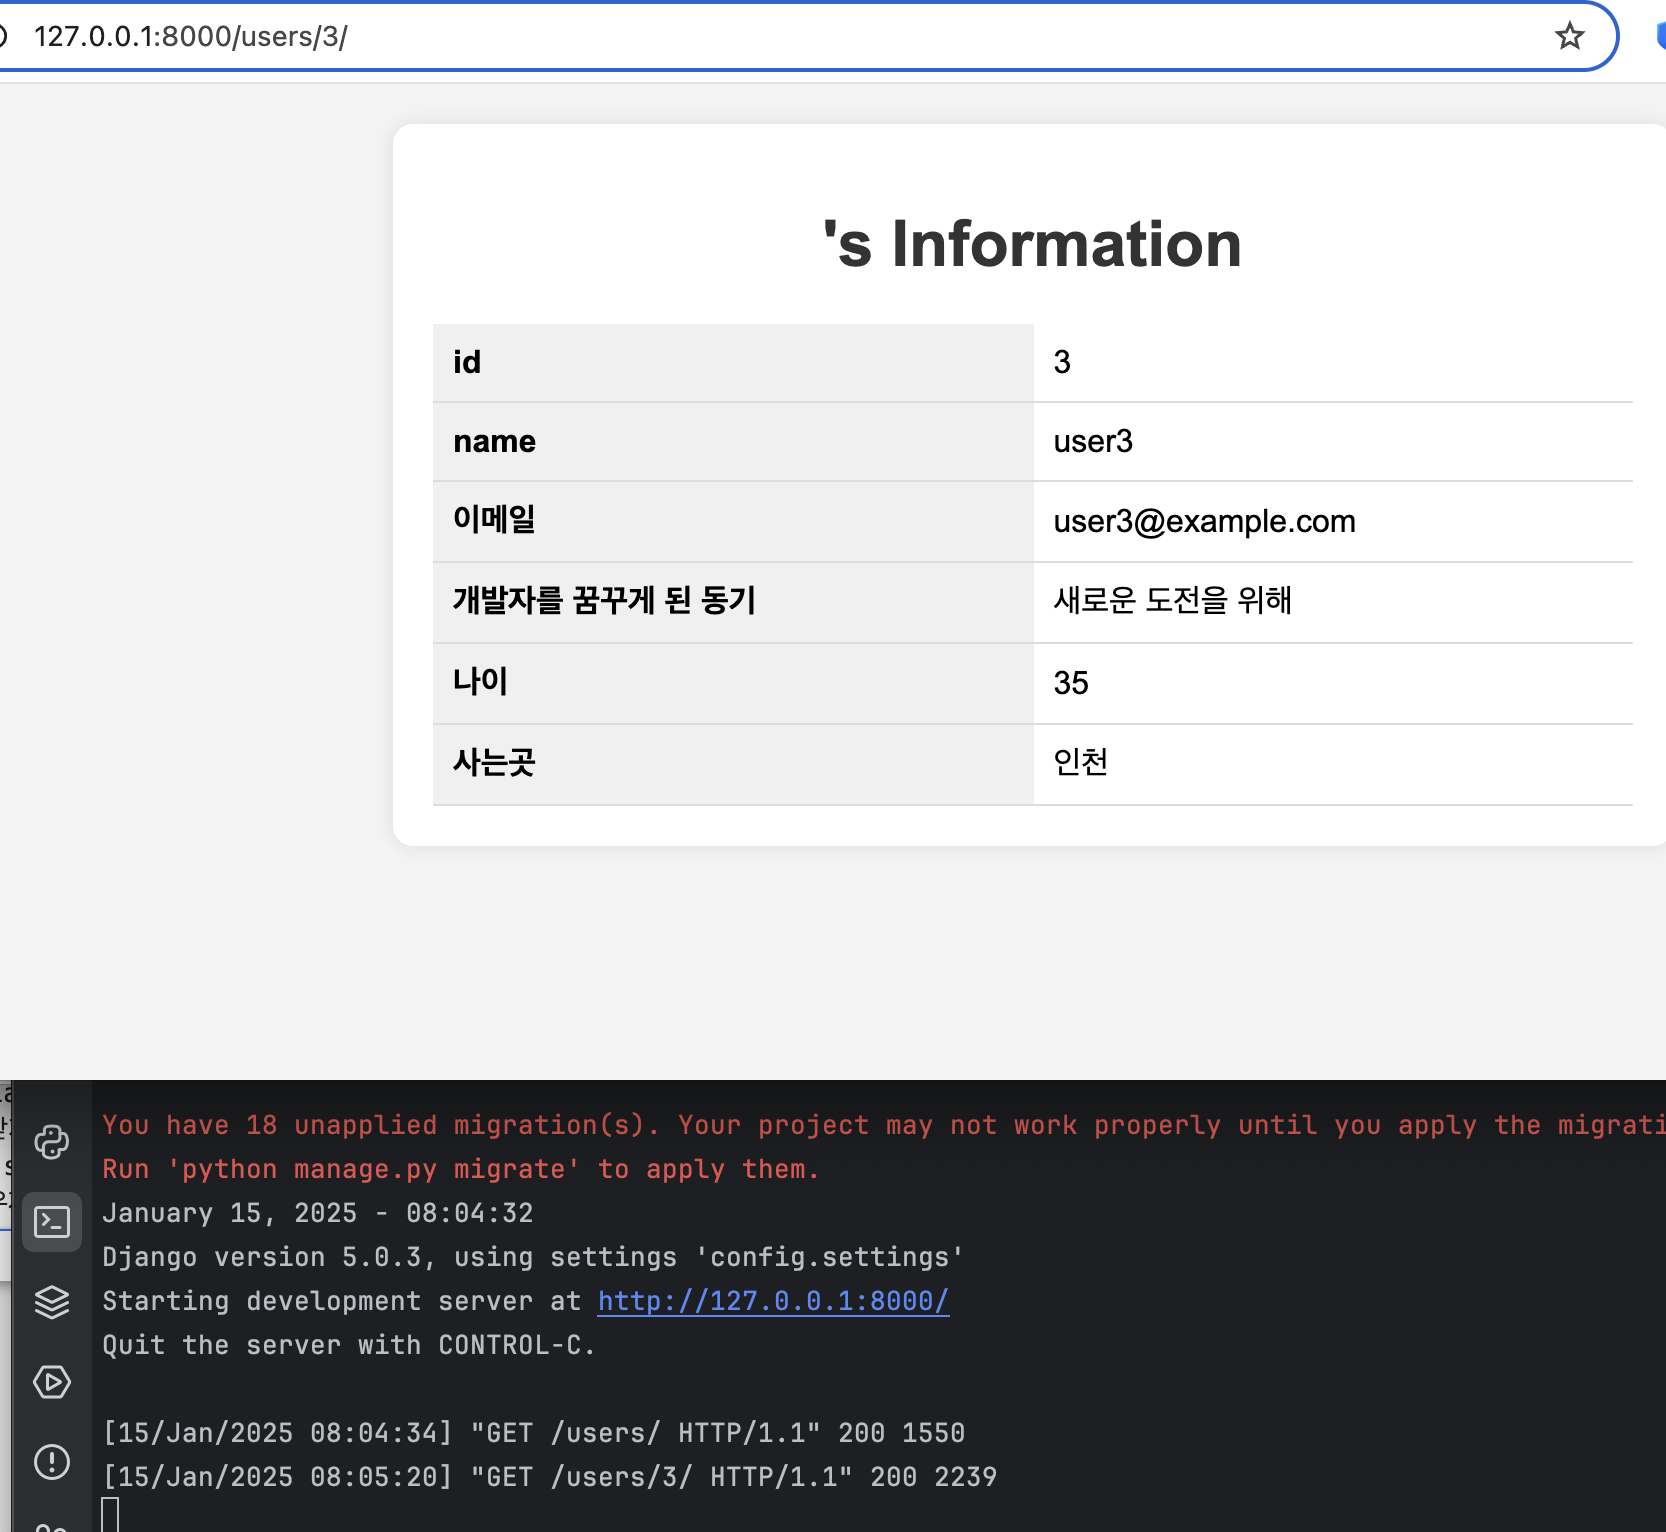 127.0.0.1:8000/users/3/
's Information
id 3
name user3
이메일 user3@example.com
개발자를 꿈꾸게 된 동기 새로운 도전을 위해
나이 35
사는곳 인천
You have 18 unapplied migration(s). Your project may not work properly until you apply the migrati
Run 'python manage.py migrate' to apply them.
January 15, 2025 - 08:04:32
Django version 5.0.3, using settings 'config.settings'
Starting development server at http://127.0.0.1:8000/
Quit the server with CONTROL-C.
[15/Jan/2025 08:04:34] "GET /users/ HTTP/1.1" 200 1550
[15/Jan/2025 08:05:20] "GET /users/3/ HTTP/1.1" 200 2239